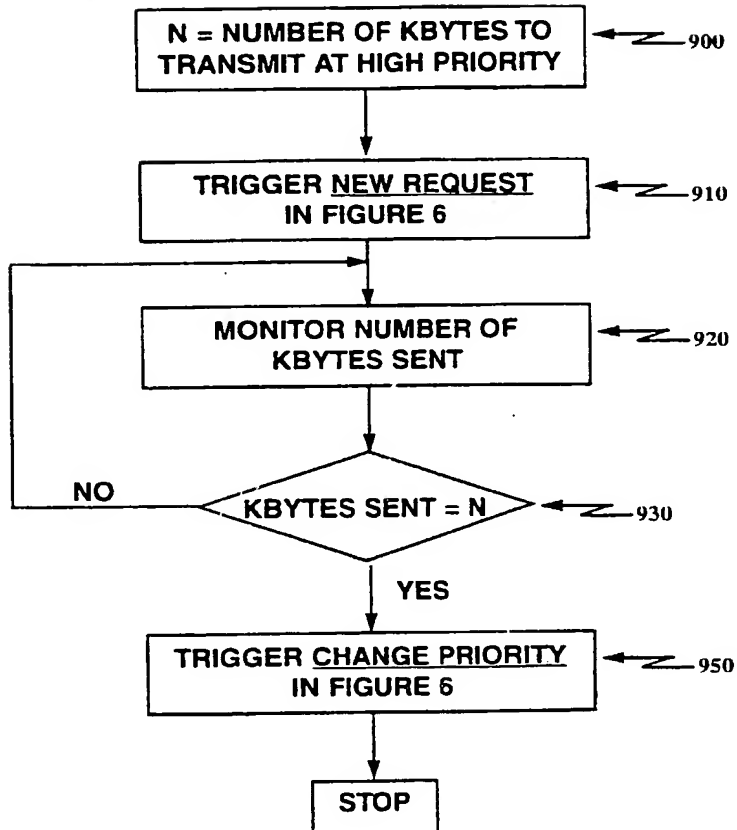 N = NUMBER OF KBYTES TO
TRANSMIT AT HIGH PRIORITY
900
TRIGGER NEW REQUEST
IN FIGURE 6
910
MONITOR NUMBER OF
KBYTES SENT
920
KBYTES SENT = N
930
NO
YES
TRIGGER CHANGE PRIORITY
IN FIGURE 6
950
STOP